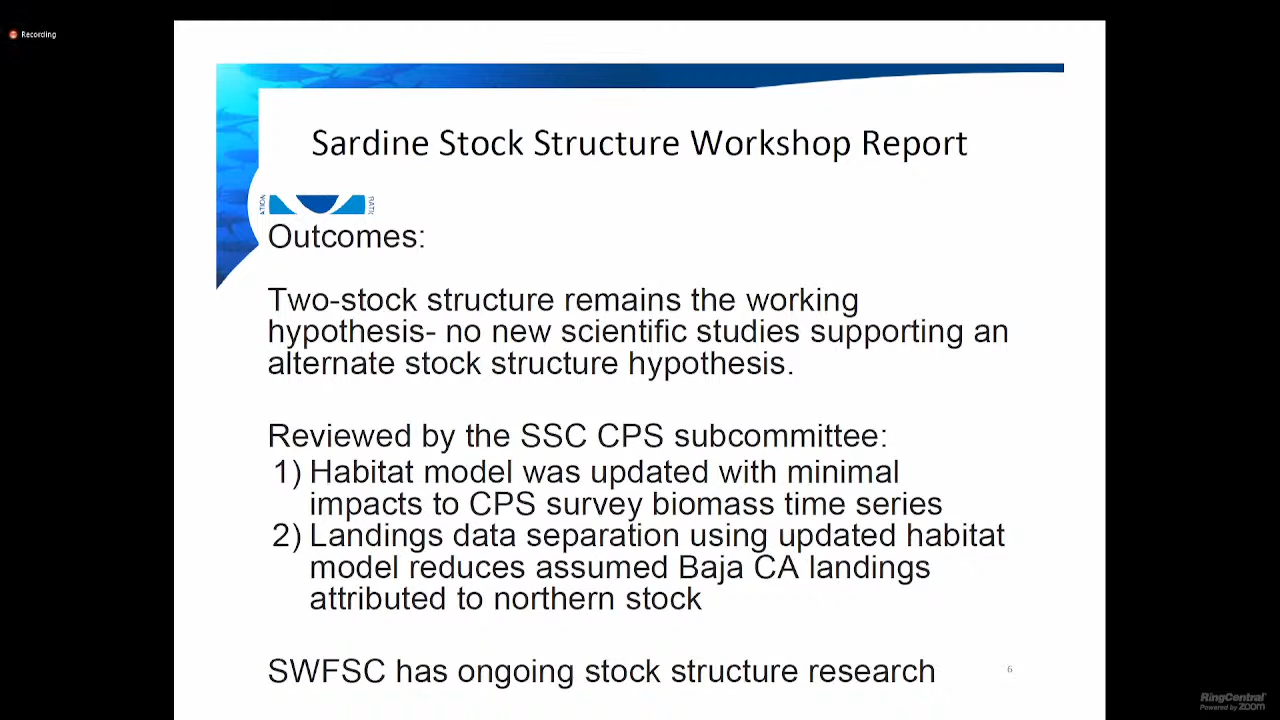 Recording
Sardine Stock Structure Workshop Report
Outcomes:
Two-stock structure remains the working
hypothesis- no new scientific studies supporting an
alternate stock structure hypothesis.
Reviewed by the SSC CPS subcommittee:
1) Habitat model was updated with minimal
impacts to CPS survey biomass time series
2) Landings data separation using updated habitat
model reduces assumed Baja CA landings
attributed to northern stock
SWFSC has ongoing stock structure research
6
RingCentral
Powered by zoom